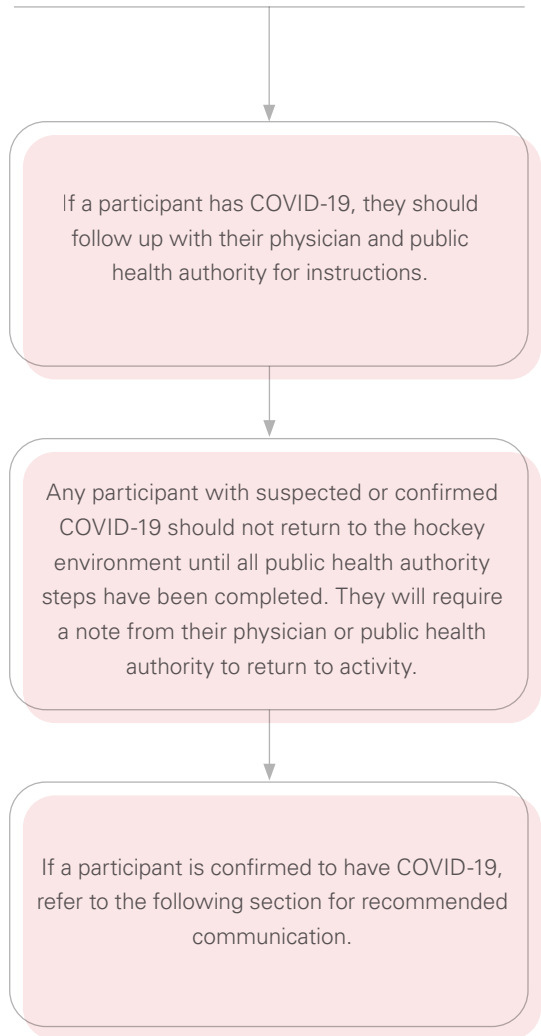 If a participant has COVID-19, they should
follow up with their physician and public
health authority for instructions.
Any participant with suspected or confirmed
COVID-19 should not return to the hockey
environment until all public health authority
steps have been completed. They will require
a note from their physician or public health
authority to return to activity.
If a participant is confirmed to have COVID-19,
refer to the following section for recommended
communication.